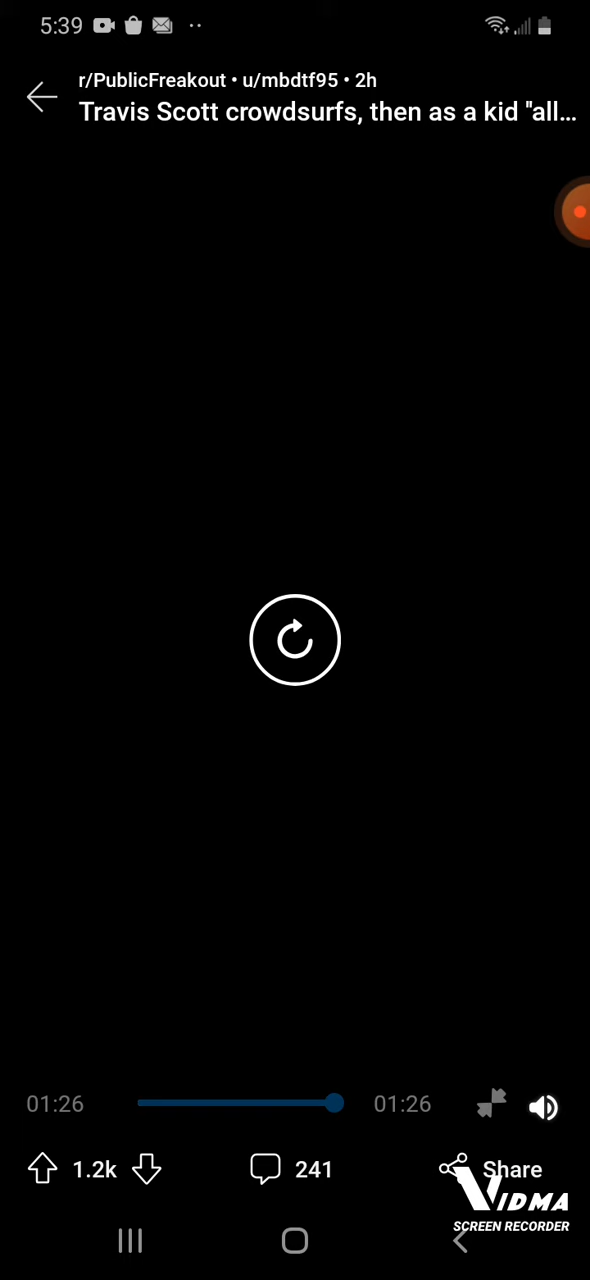 5:39
r/PublicFreakout • u/mbdtf95 • 2h
Travis Scott crowdsurfs, then as a kid "all...
01:26
01:26
1.2k
241
Share
VIDMA
SCREEN RECORDER